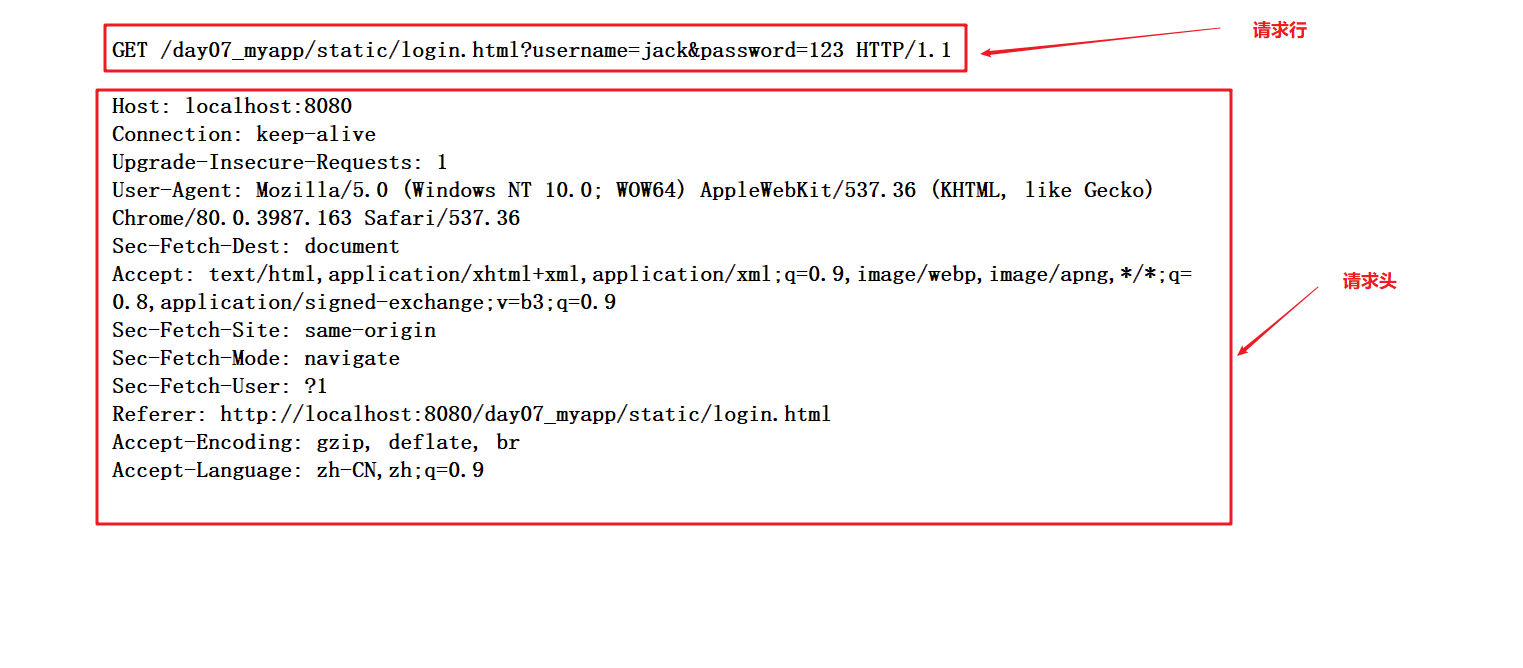 GET /day07_myapp/static/login.html?username=jack&password=123 HTTP/1.1
请求行
Host: localhost:8080
Connection: keep-alive
Upgrade-Insecure-Requests: 1
User-Agent: Mozilla/5.0 (Windows NT 10.0; WOW64) AppleWebKit/537.36 (KHTML, like Gecko)
Chrome/80.0.3987.163 Safari/537.36
Sec-Fetch-Dest: document
Accept: text/html,application/xhtml+xml,application/xml;q=0.9,image/webp,image/apng,*/*;q=
0.8,application/signed-exchange;v=b3;q=0.9
请求头
Sec-Fetch-Site: same-origin
Sec-Fetch-Mode: navigate
Sec-Fetch-User: ?1
Referer: http://localhost:8080/day07_myapp/static/login.html
Accept-Encoding: gzip, deflate, br
Accept-Language: zh-CN,zh;q=0.9